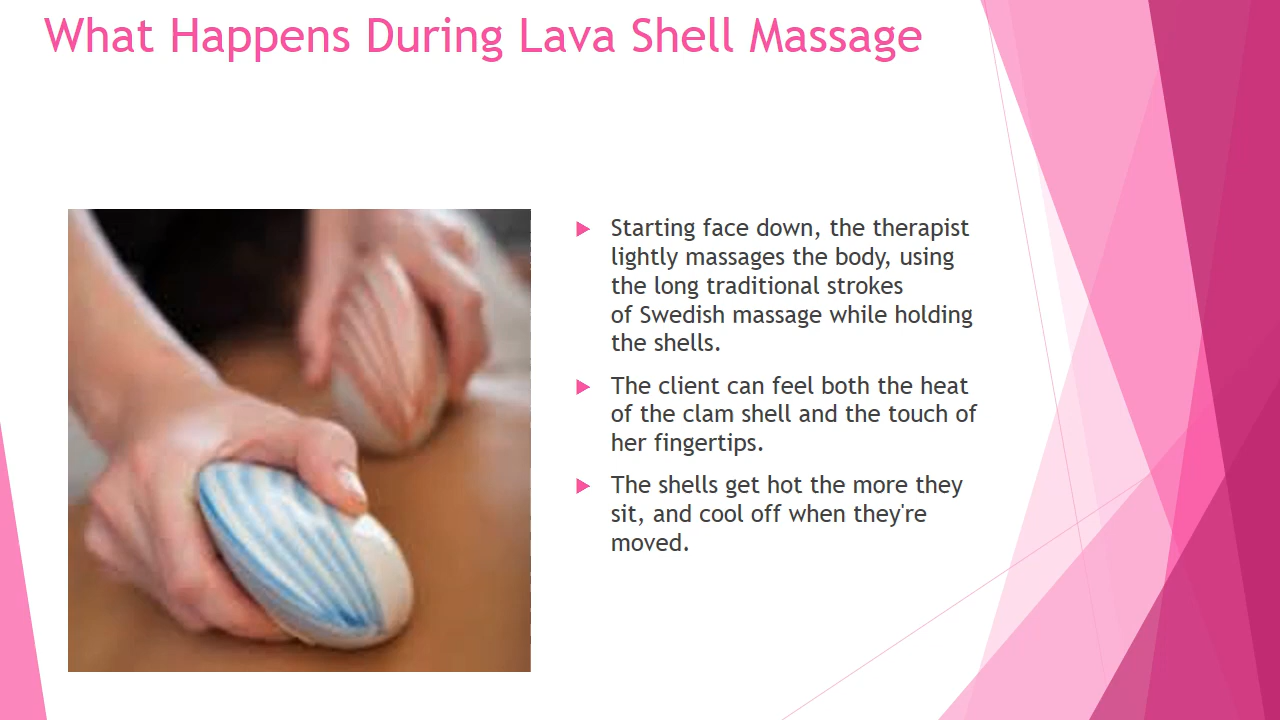 What Happens During Lava Shell Massage
Starting face down, the therapist
lightly massages the body, using
the long traditional strokes
of Swedish massage while holding
the shells.
The client can feel both the heat
of the clam shell and the touch of
her fingertips.
The shells get hot the more they
sit, and cool off when they're
moved.